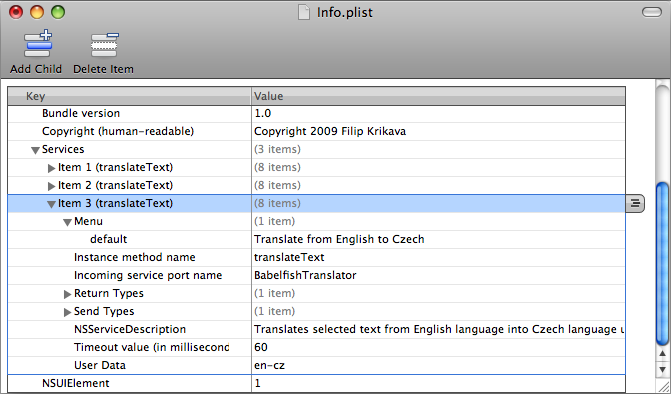 Info.plist
Add Child Delete Item
Key Value
Bundle version 1.0
Copyright (human-readable) Copyright 2009 Filip Krikava
Services (3 items)
Item 1 (translateText) (8 items)
Item 2 (translateText) (8 items)
Item 3 (translateText) (8 items)
Menu (1 item)
default Translate from English to Czech
Instance method name translateText
Incoming service port name BabelfishTranslator
Return Types (1 item)
Send Types (1 item)
NSServiceDescription Translates selected text from English language into Czech language u
Timeout value (in millisecond 60
User Data en-cz
NSUIElement 1